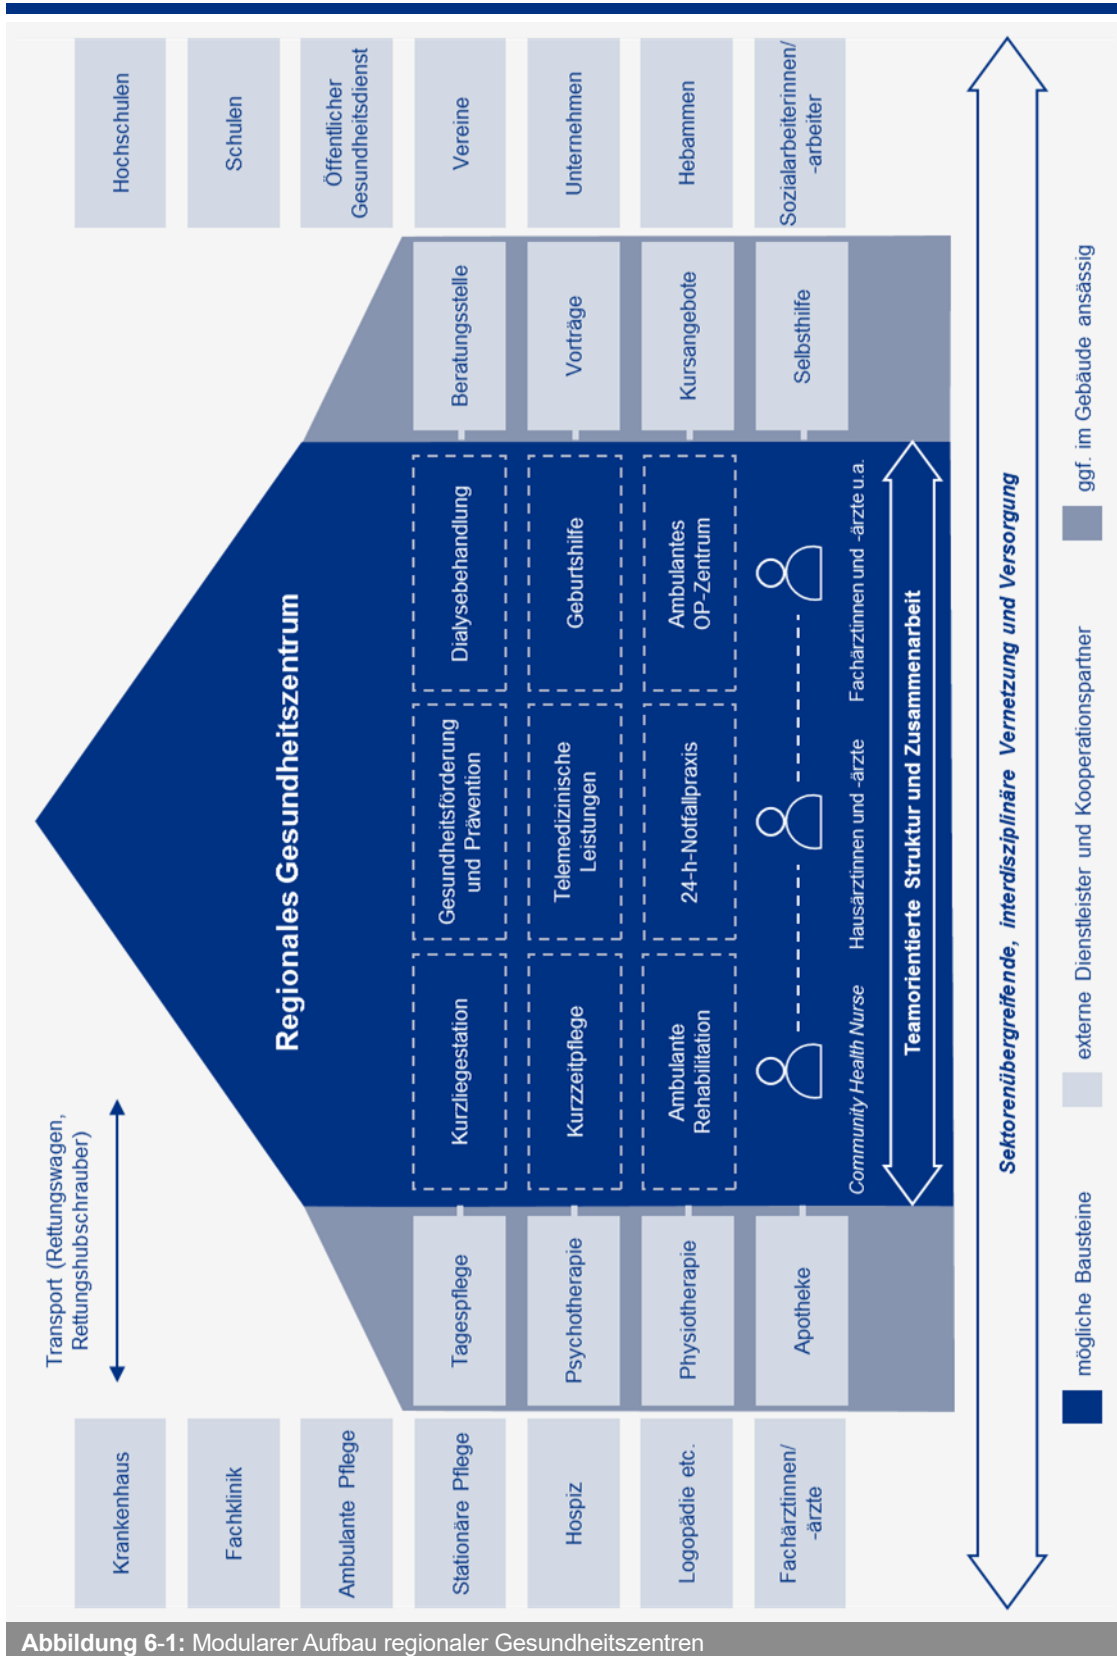 Transport (Rettungswagen,
Rettungshubschrauber)
Krankenhaus
Fachklinik
Ambulante Pflege
Stationäre Pflege
Hospiz
Logopädie etc.
Fachärztinnen/
-ärzte
Tagespflege
Psychotherapie
Physiotherapie
Apotheke
Regionales Gesundheitszentrum
Kurzliegestation
Gesundheitsförderung
und Prävention
Dialysebehandlung
Kurzzeitpflege
Telemedizinische
Leistungen
Geburtshilfe
Ambulante
Rehabilitation
24-h-Notfallpraxis
Ambulantes
OP-Zentrum
Community Health Nurse
Hausärztinnen und -ärzte
Fachärztinnen und -ärzte u.a.
Teamorientierte Struktur und Zusammenarbeit
Beratungsstelle
Vorträge
Kursangebote
Selbsthilfe
Hochschulen
Schulen
Öffentlicher
Gesundheitsdienst
Vereine
Unternehmen
Hebammen
Sozialarbeiterinnen/
-arbeiter
Sektorenübergreifende, interdisziplinäre Vernetzung und Versorgung
mögliche Bausteine
externe Dienstleister und Kooperationspartner
ggf. im Gebäude ansässig
Abbildung 6-1: Modularer Aufbau regionaler Gesundheitszentren